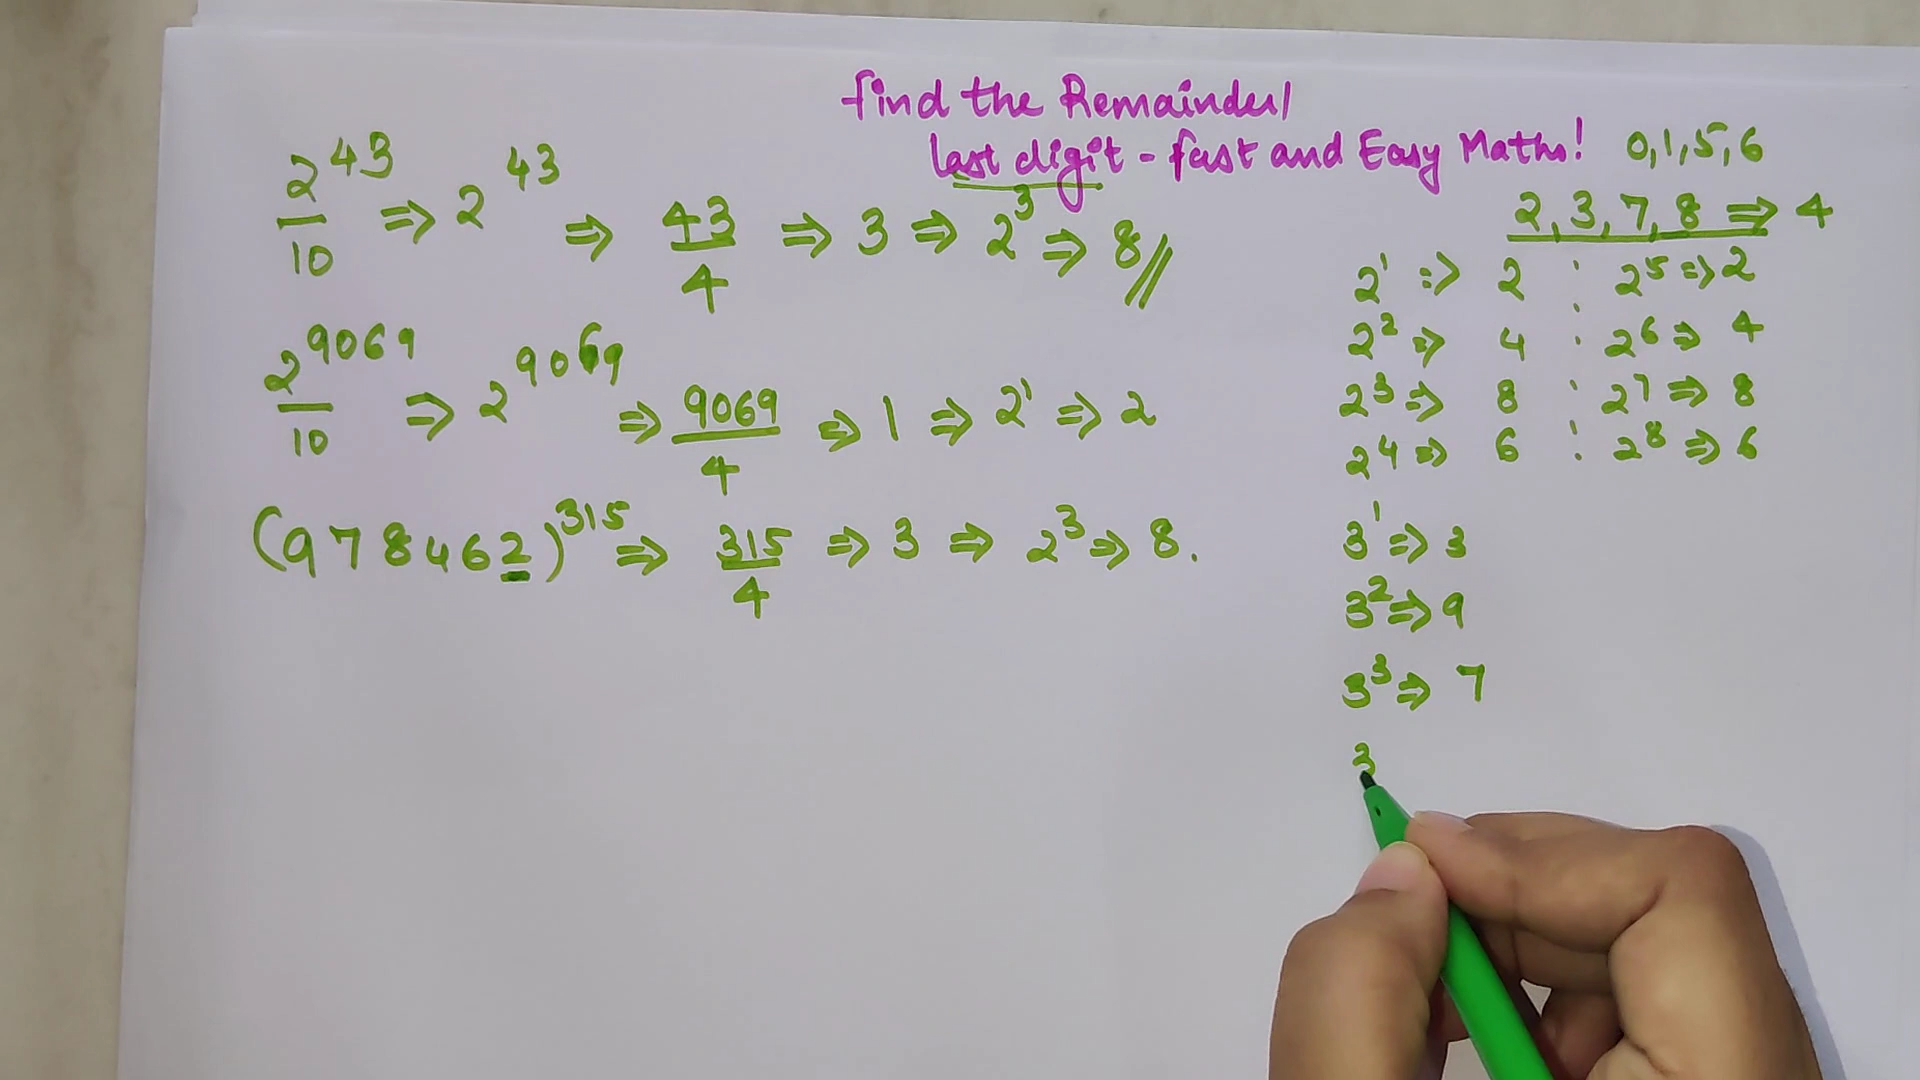 find the Remainder/
last digit - fast and Easy Maths! 0,1,5,6
2,3,7,8 ⇒ 4
2^43/10 ⇒ 2^43 ⇒ 43/4 ⇒ 3 ⇒ 2^3 ⇒ 8//
2^9069/10 ⇒ 2^9069 ⇒ 9069/4 ⇒ 1 ⇒ 2^1 ⇒ 2
(978462)^315 ⇒ 315/4 ⇒ 3 ⇒ 2^3 ⇒ 8.
2^1 ⇒ 2 : 2^5 ⇒ 2
2^2 ⇒ 4 : 2^6 ⇒ 4
2^3 ⇒ 8 : 2^7 ⇒ 8
2^4 ⇒ 6 : 2^8 ⇒ 6
3^1 ⇒ 3
3^2 ⇒ 9
3^3 ⇒ 7
3